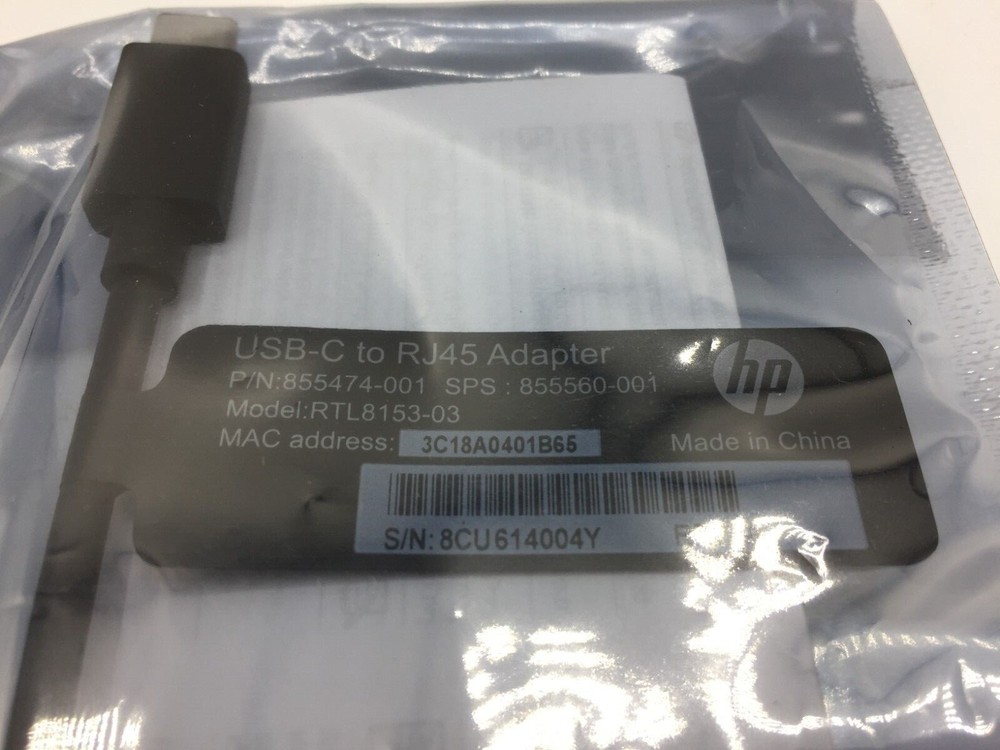 USB-C to RJ45 Adapter
hp
P/N:855474-001 SPS : 855560-001
Model:RTL8153-03
MAC address: 3C18A0401B65
Made in China
S/N: 8CU614004Y